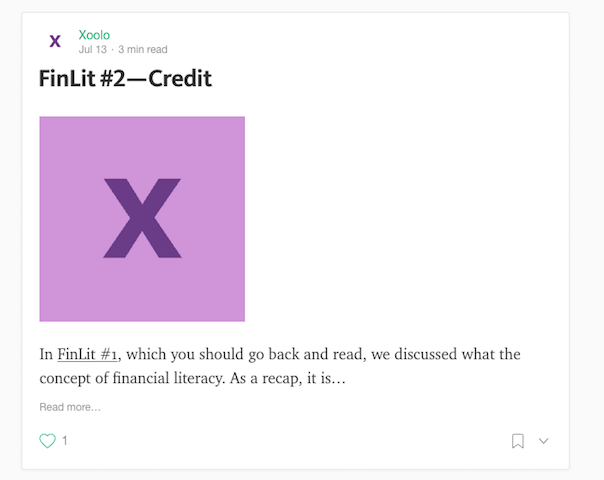 X
Xoolo
Jul 13 · 3 min read
FinLit #2—Credit
X
In FinLit #1, which you should go back and read, we discussed what the
concept of financial literacy. As a recap, it is…
Read more…
1